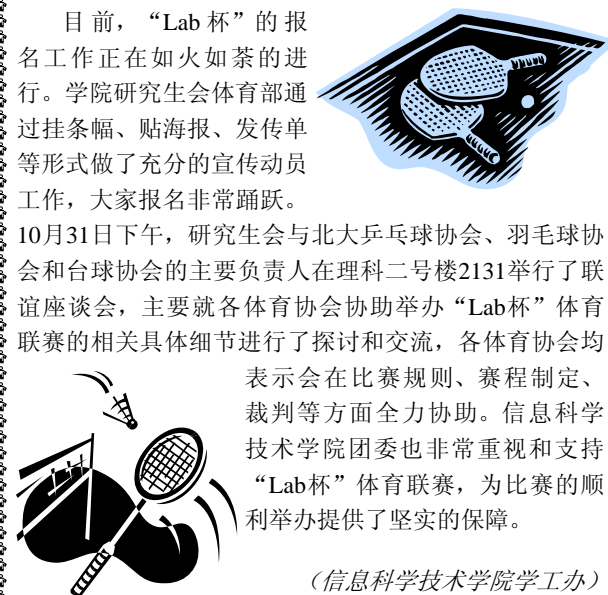 目前，“Lab 杯”的报
名工作正在如火如荼的进
行。学院研究生会体育部通
过挂条幅、贴海报、发传单
等形式做了充分的宣传动员
工作，大家报名非常踊跃。
10月31日下午，研究生会与北大乒乓球协会、羽毛球协
会和台球协会的主要负责人在理科二号楼2131举行了联
谊座谈会，主要就各体育协会协助举办“Lab杯”体育
联赛的相关具体细节进行了探讨和交流，各体育协会均
表示会在比赛规则、赛程制定、
裁判等方面全力协助。信息科学
技术学院团委也非常重视和支持
“Lab杯”体育联赛，为比赛的顺
利举办提供了坚实的保障。
（信息科学技术学院学工办）